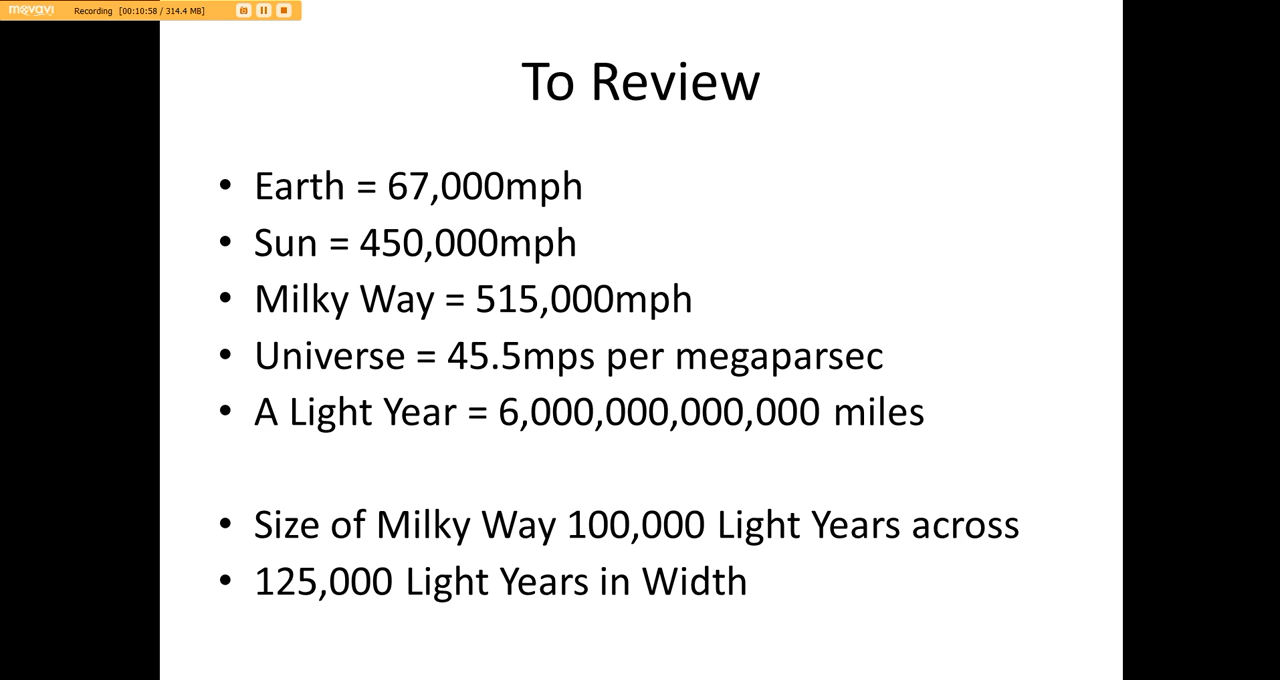 movavi Recording [00:10:58 / 314.4 MB]
To Review
• Earth = 67,000mph
• Sun = 450,000mph
• Milky Way = 515,000mph
• Universe = 45.5mps per megaparsec
• A Light Year = 6,000,000,000,000 miles
• Size of Milky Way 100,000 Light Years across
• 125,000 Light Years in Width